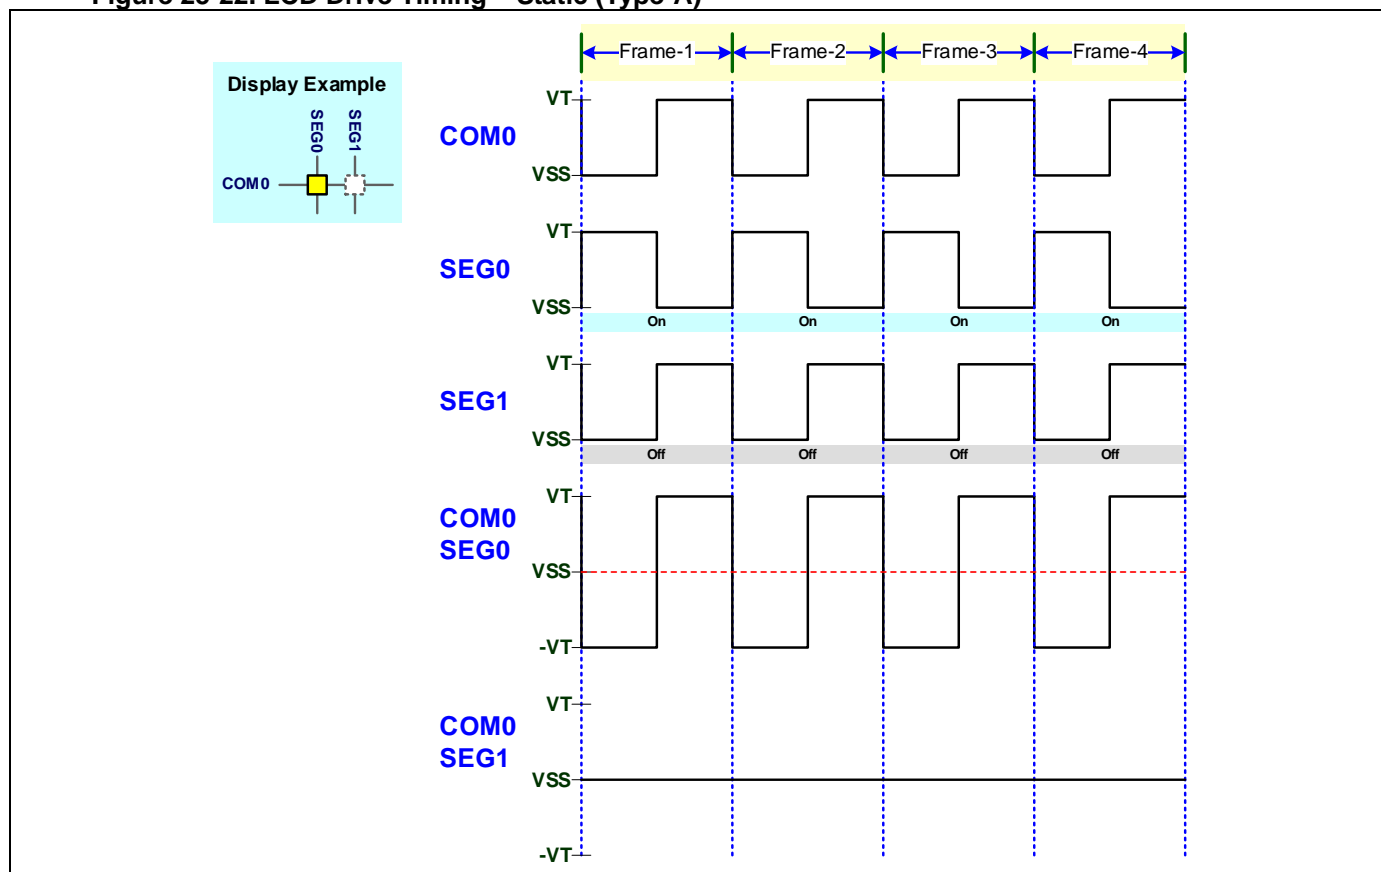 Frame-1 Frame-2 Frame-3 Frame-4
Display Example
SEG0 SEG1
COM0
COM0
VT
VSS
SEG0
VT
VSS
On On On On
SEG1
VT
VSS
Off Off Off Off
COM0
SEG0
VT
VSS
-VT
COM0
SEG1
VT
VSS
-VT